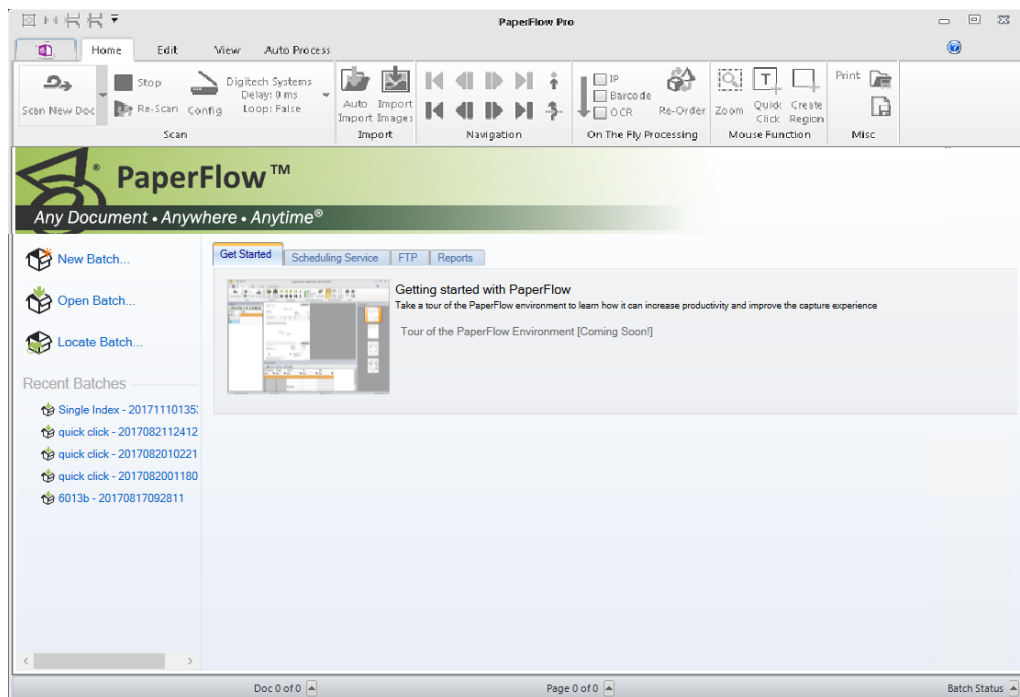 PaperFlow Pro
Home Edit View Auto Process
Scan New Doc
Stop
Re-Scan
Config
Digitech Systems
Delay: 0 ms
Loop: False
Scan
Auto Import
Import Images
Import
Navigation
IP
Barcode
OCR
Re-Order
On The Fly Processing
Zoom
Quick Click
Create Region
Mouse Function
Print
Misc
PaperFlow™
Any Document • Anywhere • Anytime®
New Batch...
Open Batch...
Locate Batch...
Recent Batches
Single Index - 20171110135
quick click - 2017082112412
quick click - 2017082010221
quick click - 2017082001180
6013b - 20170817092811
Get Started Scheduling Service FTP Reports
Getting started with PaperFlow
Take a tour of the PaperFlow environment to learn how it can increase productivity and improve the capture experience
Tour of the PaperFlow Environment [Coming Soon!]
Doc 0 of 0 Page 0 of 0 Batch Status